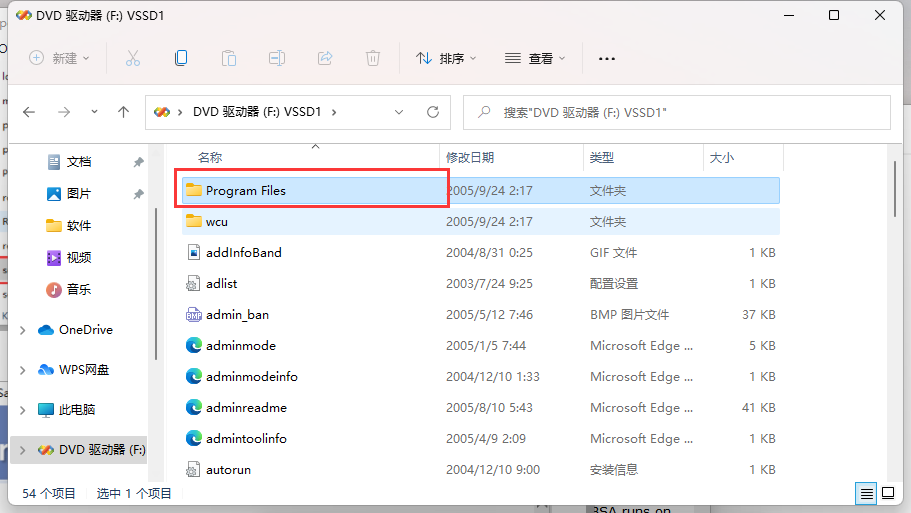 DVD 驱动器 (F:) VSSD1
新建
排序
查看
DVD 驱动器 (F:) VSSD1
搜索"DVD 驱动器 (F:) VSSD1"
文档
图片
软件
视频
音乐
OneDrive
WPS网盘
此电脑
DVD 驱动器 (F:)
名称 修改日期 类型 大小
Program Files 2005/9/24 2:17 文件夹
wcu 2005/9/24 2:17 文件夹
addInfoBand 2004/8/31 0:25 GIF 文件 1 KB
adlist 2003/7/24 9:25 配置设置 1 KB
admin_ban 2005/5/12 7:46 BMP 图片文件 37 KB
adminmode 2005/1/5 7:44 Microsoft Edge ... 5 KB
adminmodeinfo 2004/12/10 1:33 Microsoft Edge ... 1 KB
adminreadme 2005/8/10 5:43 Microsoft Edge ... 41 KB
admintoolinfo 2005/4/9 2:09 Microsoft Edge ... 1 KB
autorun 2004/12/10 9:00 安装信息 1 KB
54 个项目 选中 1 个项目
runs on